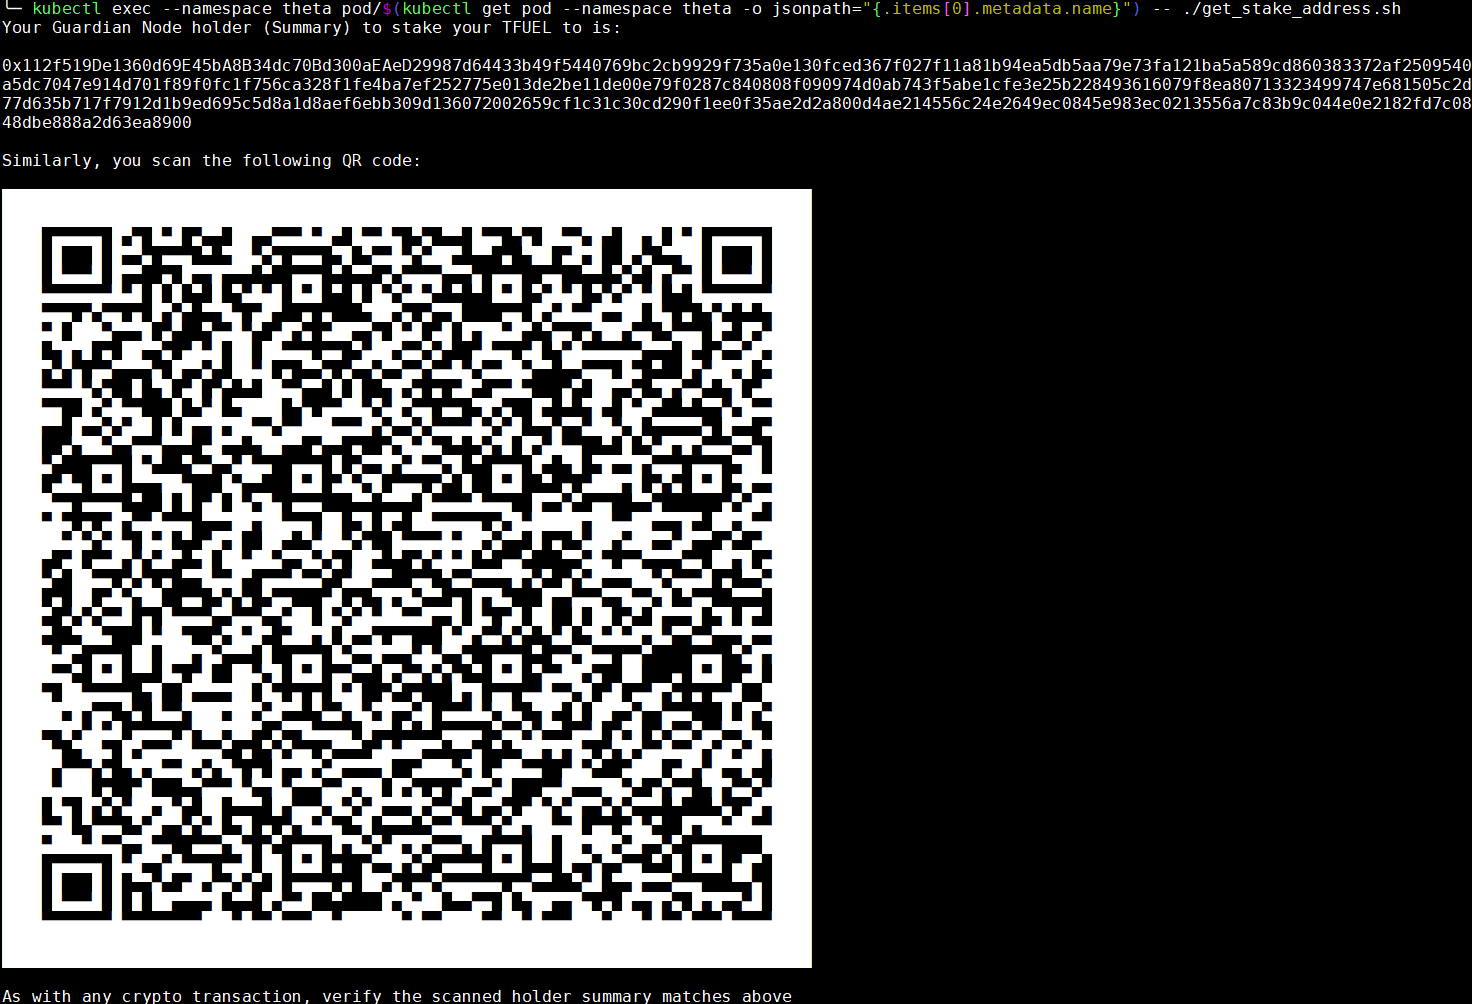 ╰─ kubectl exec --namespace theta pod/$(kubectl get pod --namespace theta -o jsonpath="{.items[0].metadata.name}") -- ./get_stake_address.sh
Your Guardian Node holder (Summary) to stake your TFUEL to is:
0x112f519De1360d69E45bA8B34dc70Bd300aEAeD29987d64433b49f5440769bc2cb9929f735a0e130fced367f027f11a81b94ea5db5aa79e73fa121ba5a589cd860383372af2509540
a5dc7047e914d701f89f0fc1f756ca328f1fe4ba7ef252775e013de2be11de00e79f0287c840808f090974d0ab743f5abe1cfe3e25b228493616079f8ea80713323499747e681505c2d
77d635b717f7912d1b9ed695c5d8a1d8aef6ebb309d136072002659cf1c31c30cd290f1ee0f35ae2d2a800d4ae214556c24e2649ec0845e983ec0213556a7c83b9c044e0e2182fd7c08
48dbe888a2d63ea8900
Similarly, you scan the following QR code:
As with any crypto transaction, verify the scanned holder summary matches above